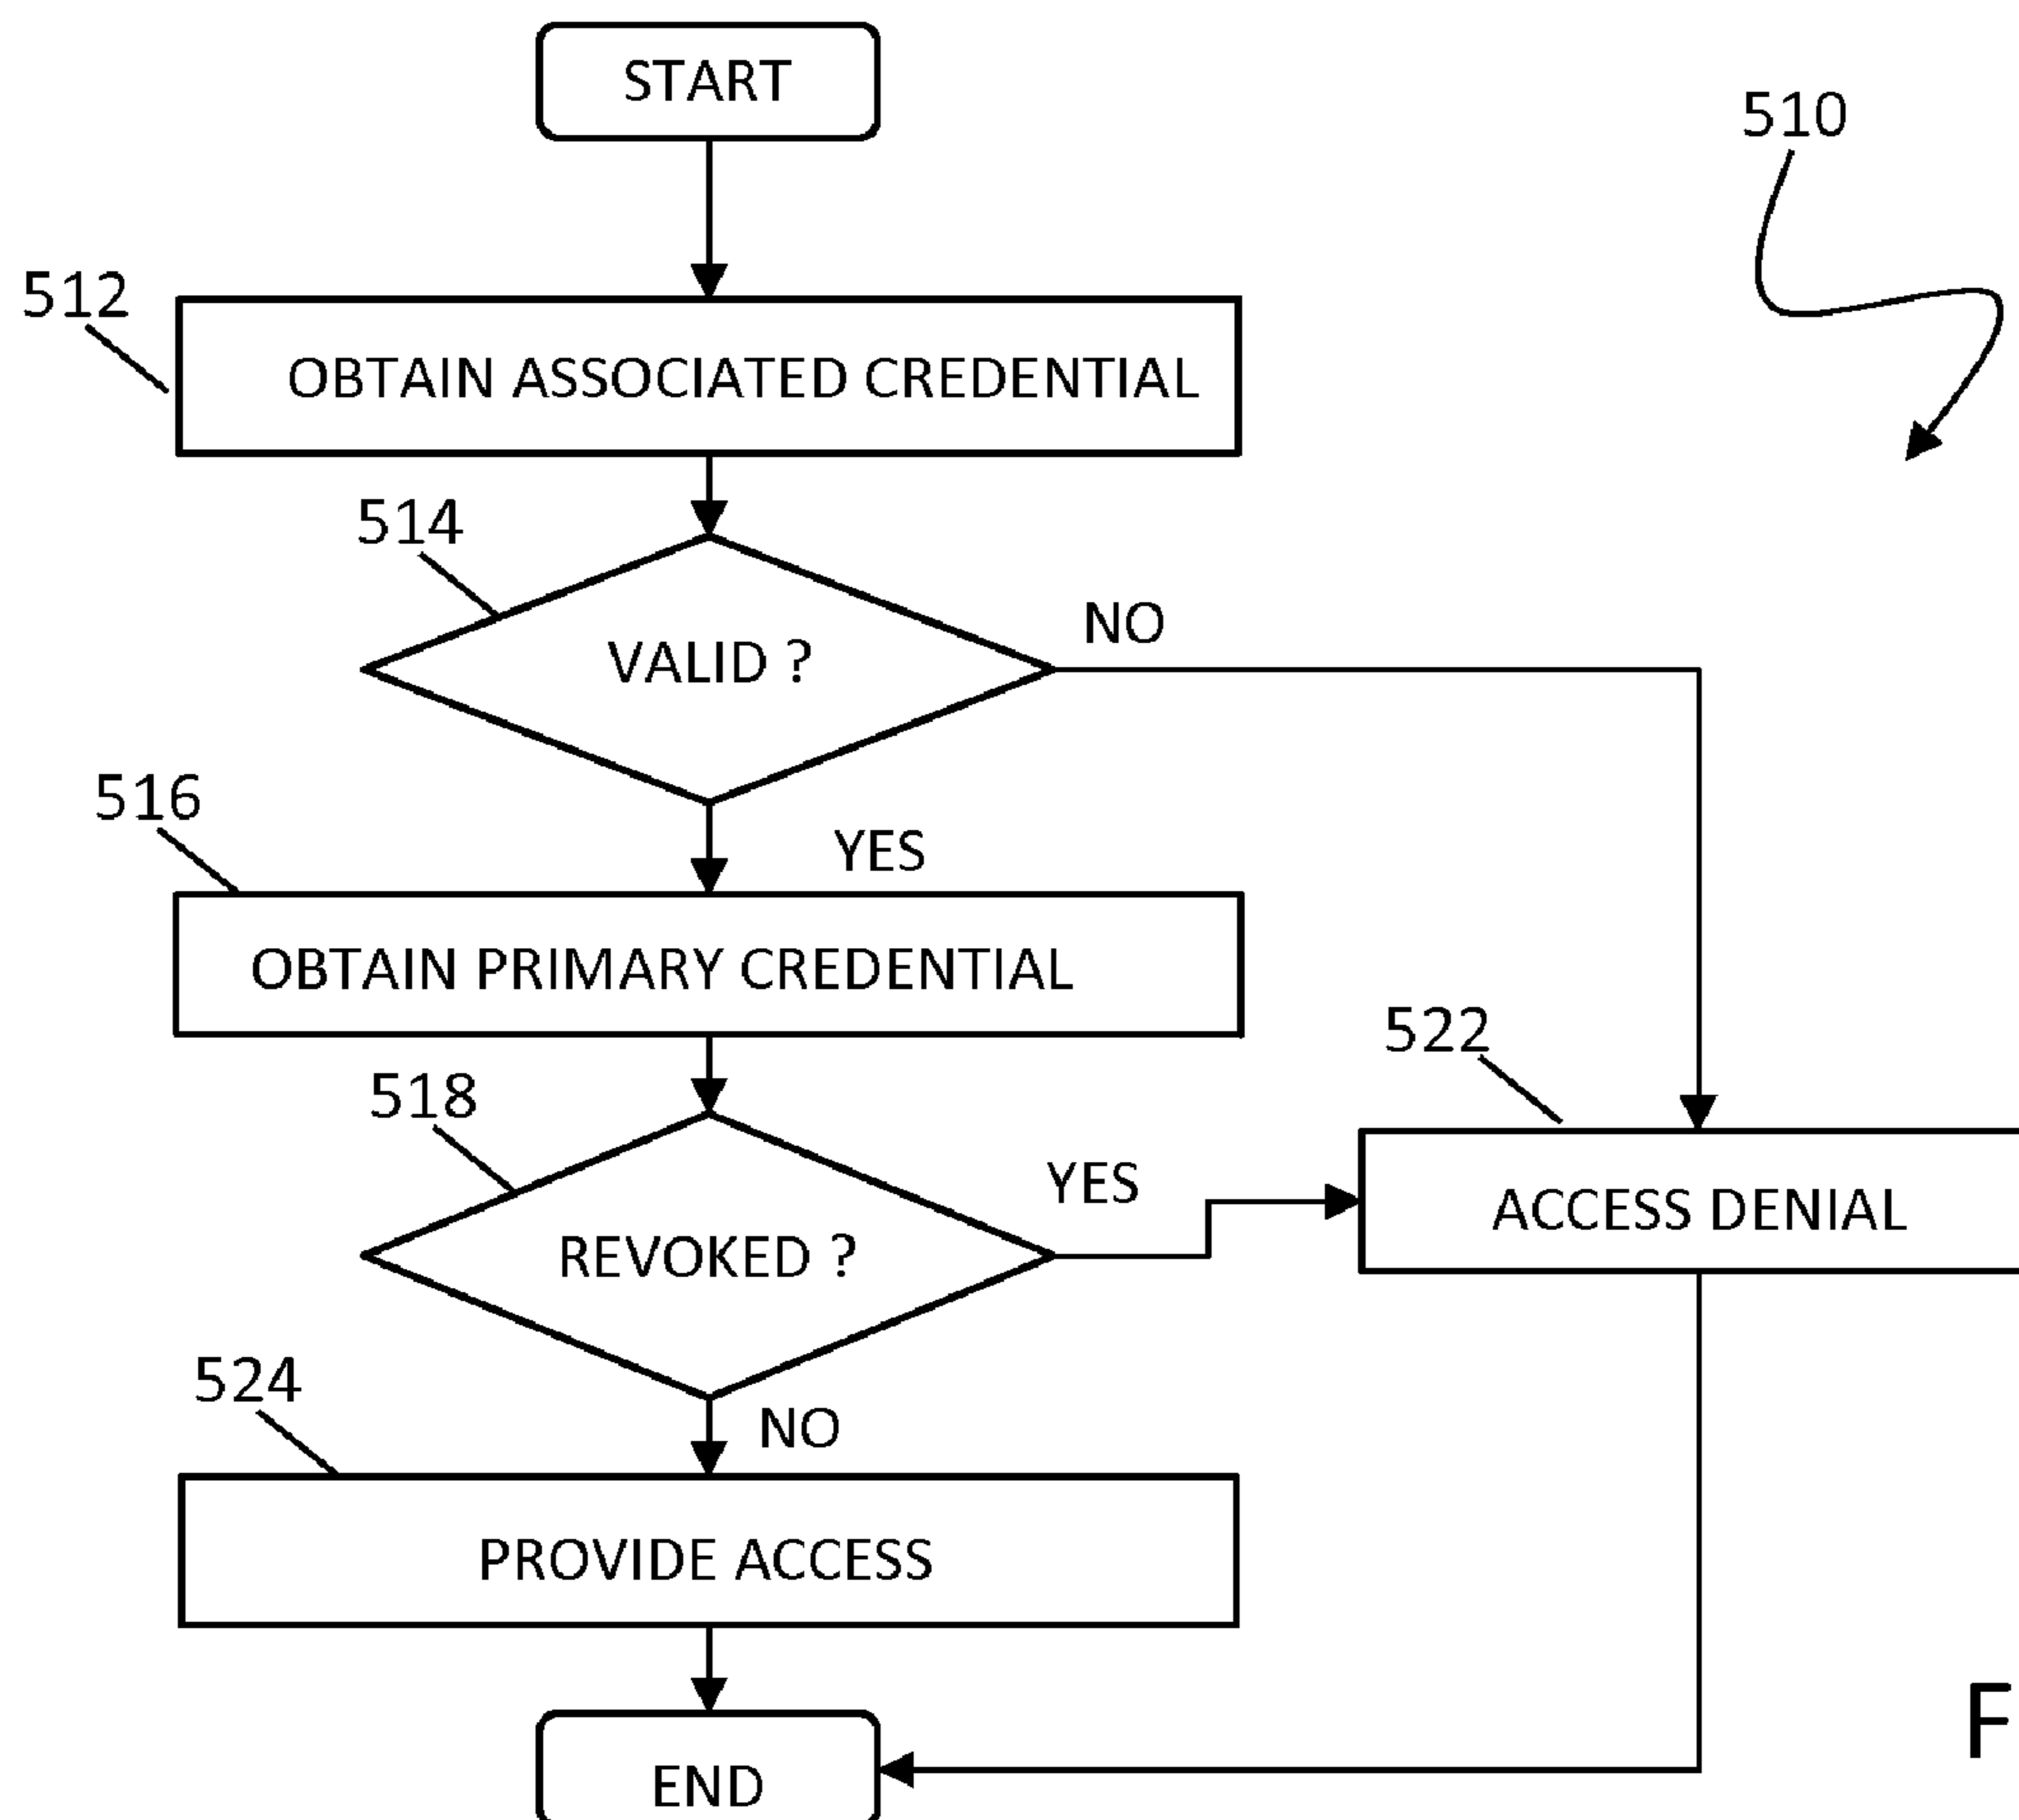 START
510
512
OBTAIN ASSOCIATED CREDENTIAL
514
VALID ?
NO
YES
516
OBTAIN PRIMARY CREDENTIAL
522
518
YES
REVOKED ?
ACCESS DENIAL
524
NO
PROVIDE ACCESS
END
F